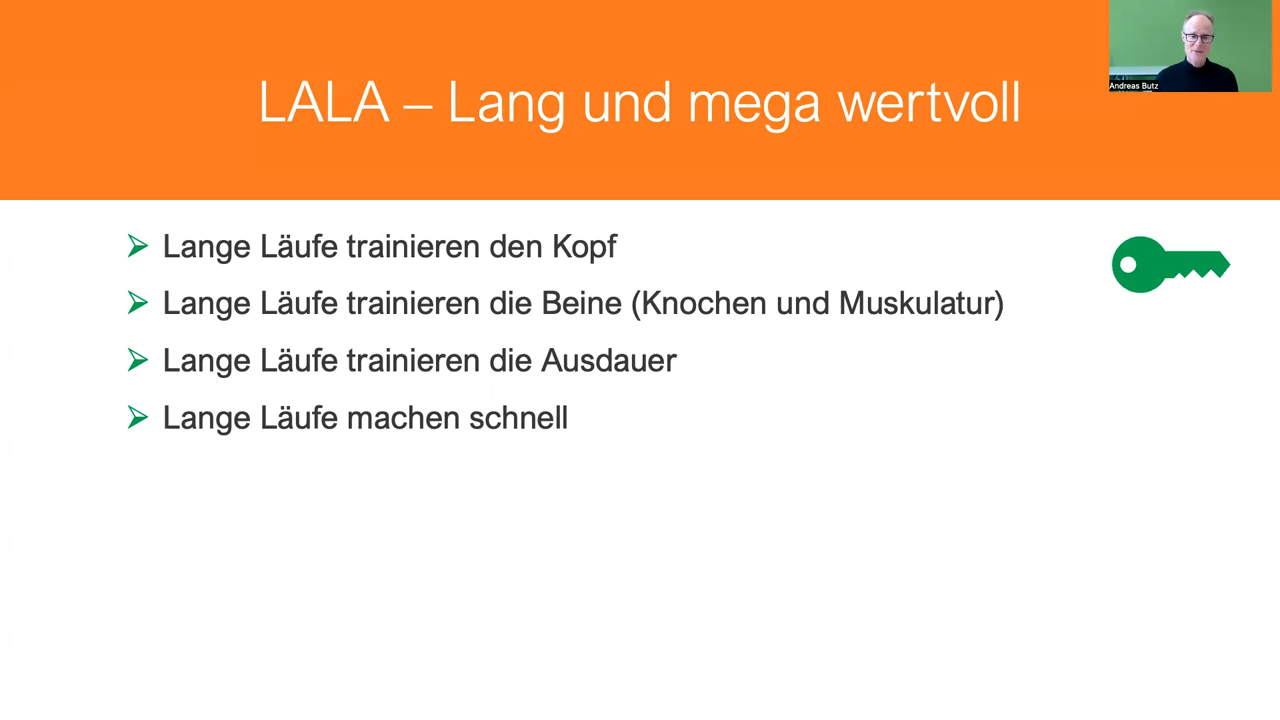 LALA – Lang und mega wertvoll
Andreas Butz
Lange Läufe trainieren den Kopf
Lange Läufe trainieren die Beine (Knochen und Muskulatur)
Lange Läufe trainieren die Ausdauer
Lange Läufe machen schnell